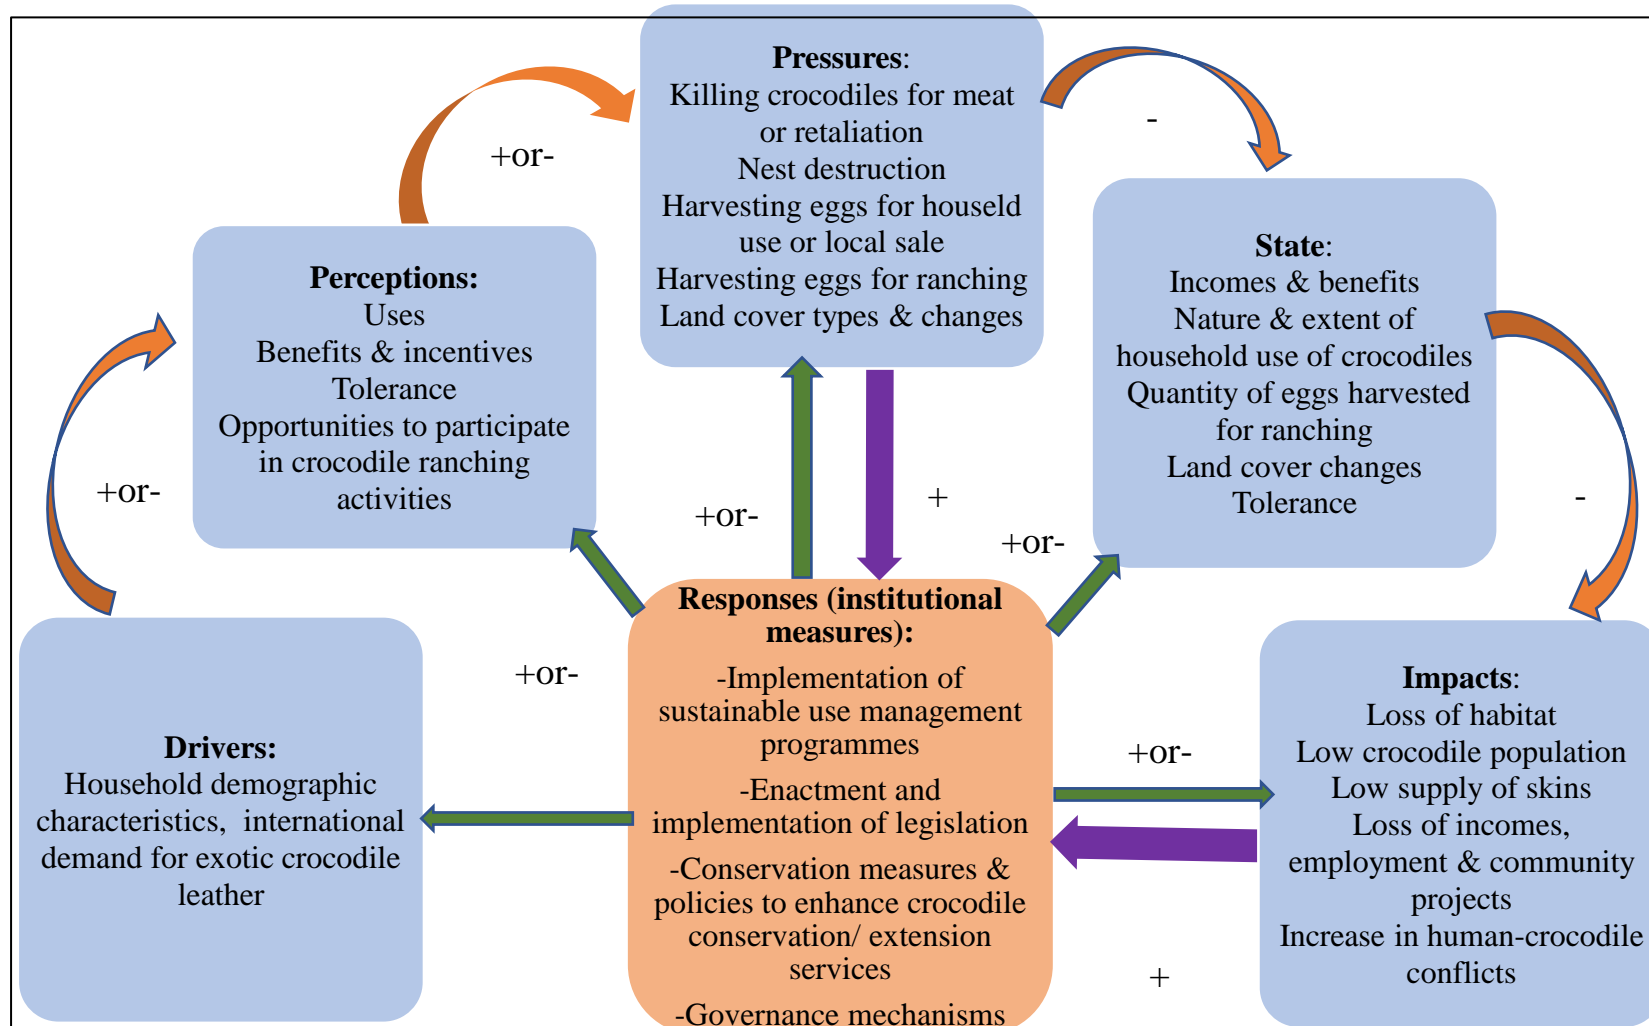 Pressures:
Killing crocodiles for meat
or retaliation
Nest destruction
Harvesting eggs for houseld
use or local sale
Harvesting eggs for ranching
Land cover types & changes
-
+or-
Perceptions:
Uses
Benefits & incentives
Tolerance
Opportunities to participate
in crocodile ranching
activities
State:
Incomes & benefits
Nature & extent of
household use of crocodiles
Quantity of eggs harvested
for ranching
Land cover changes
Tolerance
+or-
+or-
+
+or-
-
Drivers:
Household demographic
characteristics, international
demand for exotic crocodile
leather
+or-
Responses (institutional
measures):
-Implementation of
sustainable use management
programmes
-Enactment and
implementation of legislation
-Conservation measures &
policies to enhance crocodile
conservation/ extension
services
-Governance mechanisms
+or-
+
Impacts:
Loss of habitat
Low crocodile population
Low supply of skins
Loss of incomes,
employment & community
projects
Increase in human-crocodile
conflicts